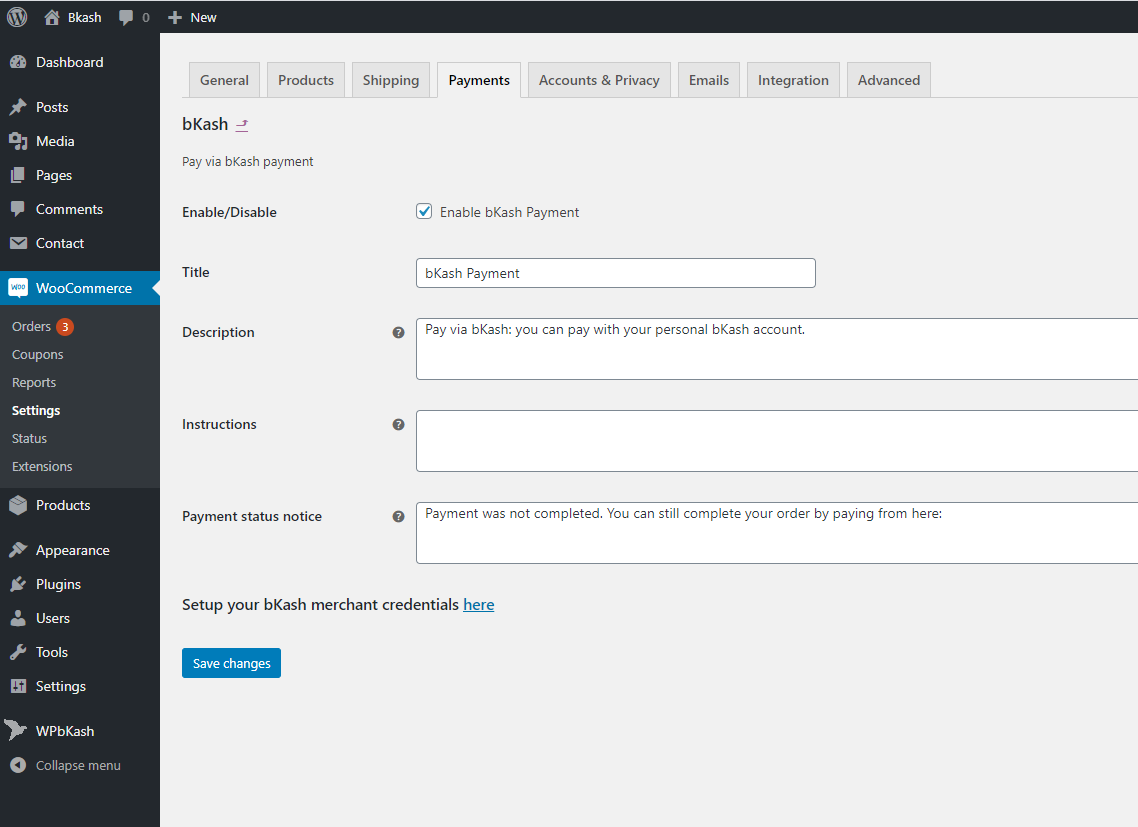 Bkash 0 New
Dashboard
Posts
Media
Pages
Comments
Contact
WOO WooCommerce
Orders 3
Coupons
Reports
Settings
Status
Extensions
Products
Appearance
Plugins
Users
Tools
Settings
WPbKash
Collapse menu
General Products Shipping Payments Accounts & Privacy Emails Integration Advanced
bKash
Pay via bKash payment
Enable/Disable Enable bKash Payment
Title bKash Payment
Description ? Pay via bKash: you can pay with your personal bKash account.
Instructions ?
Payment status notice ? Payment was not completed. You can still complete your order by paying from here:
Setup your bKash merchant credentials here
Save changes